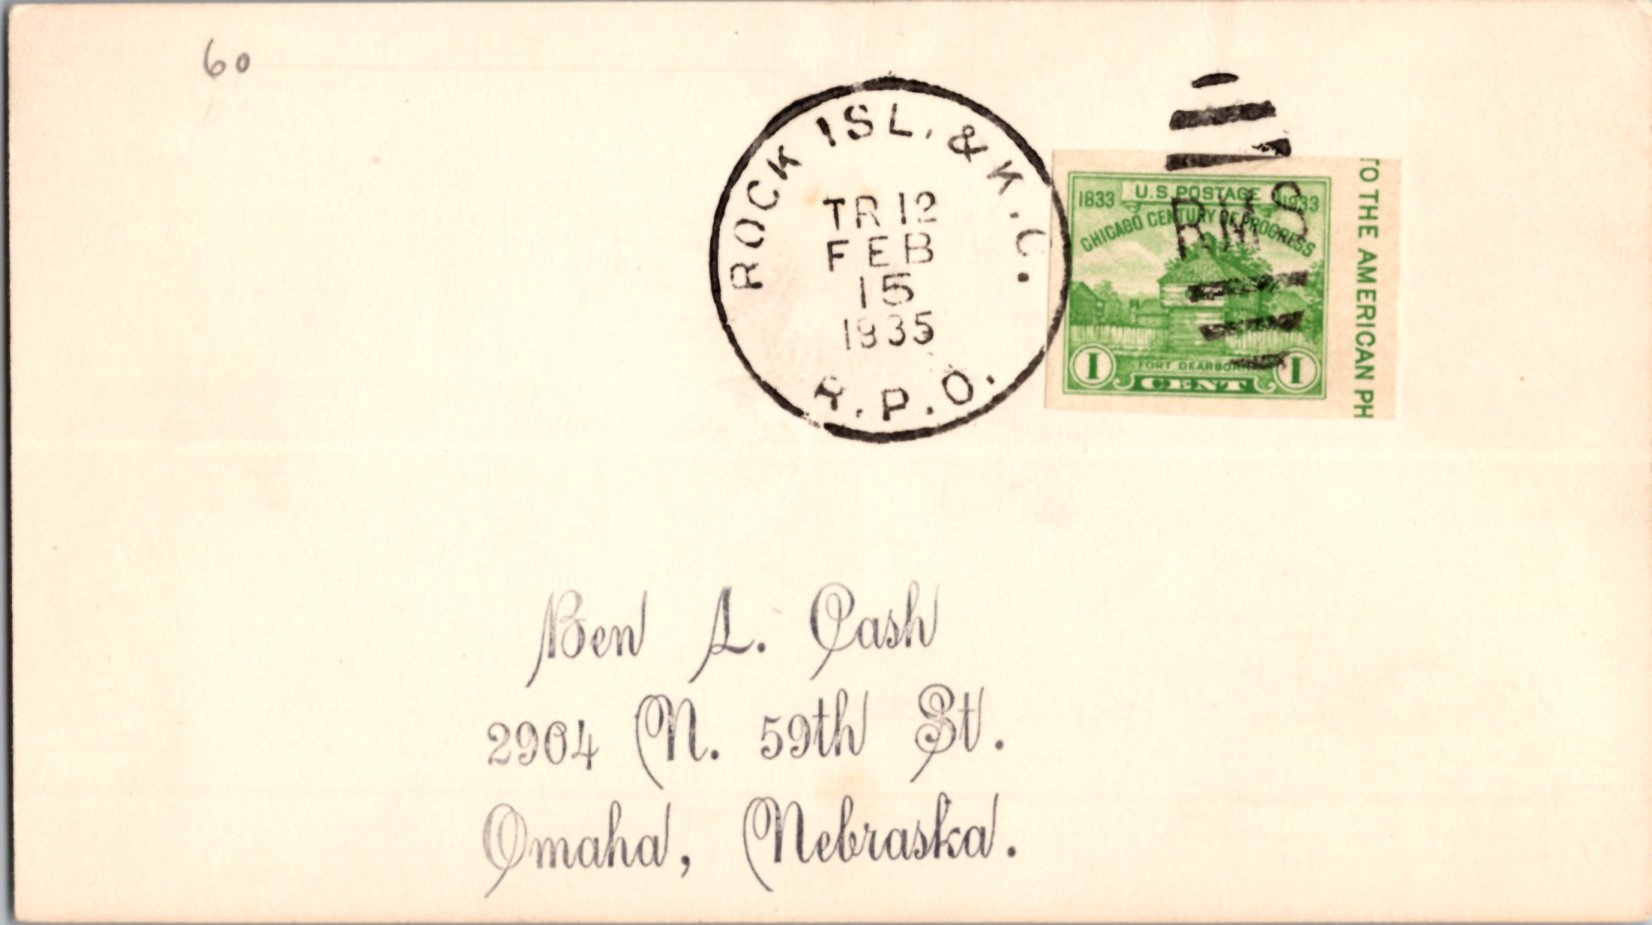 60
ROCK ISL. & K.C.
TR 12
FEB
15
1935
R.P.O.
RMS
U.S. POSTAGE
1833 1933
CHICAGO CENTURY OF PROGRESS
FORT DEARBORN
1 CENT 1
TO THE AMERICAN PH
Ben L. Cash
2904 N. 59th St.
Omaha, Nebraska.